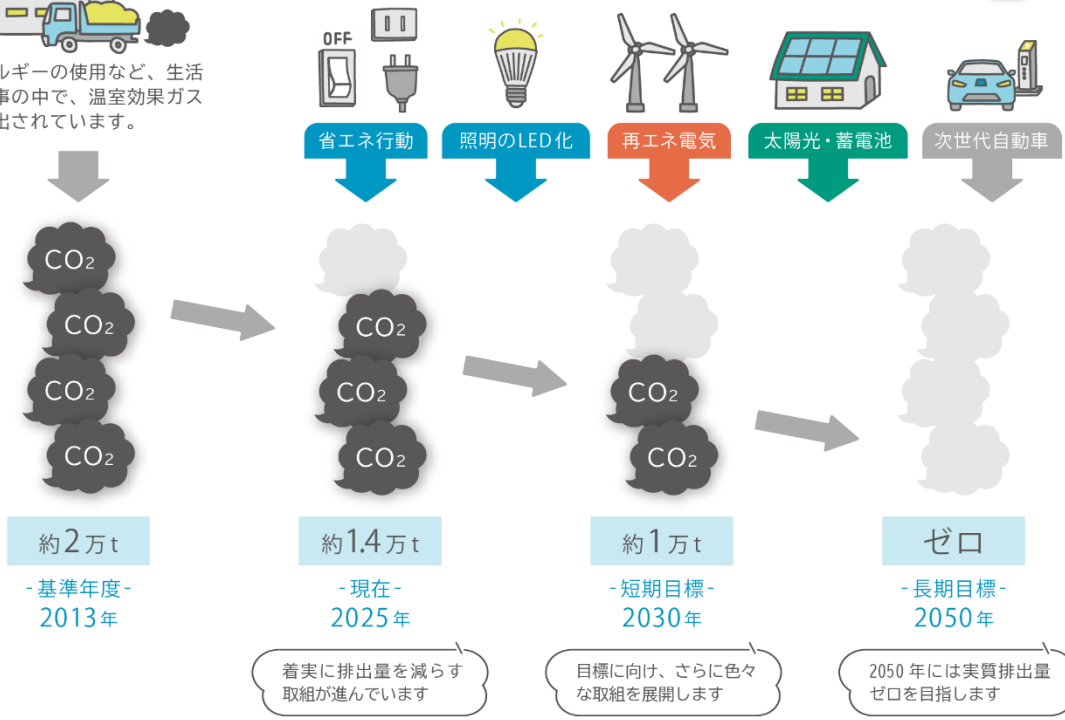 ルギーの使用など、生活
事の中で、温室効果ガス
出されています。
OFF
省エネ行動
照明のLED化
再エネ電気
太陽光・蓄電池
次世代自動車
CO2
CO2
CO2
CO2
CO2
CO2
CO2
CO2
CO2
約2万t
約1.4万t
約1万t
ゼロ
-基準年度-
2013年
-現在-
2025年
-短期目標-
2030年
-長期目標-
2050年
着実に排出量を減らす
取組が進んでいます
目標に向け、さらに色々
な取組を展開します
2050年には実質排出量
ゼロを目指します